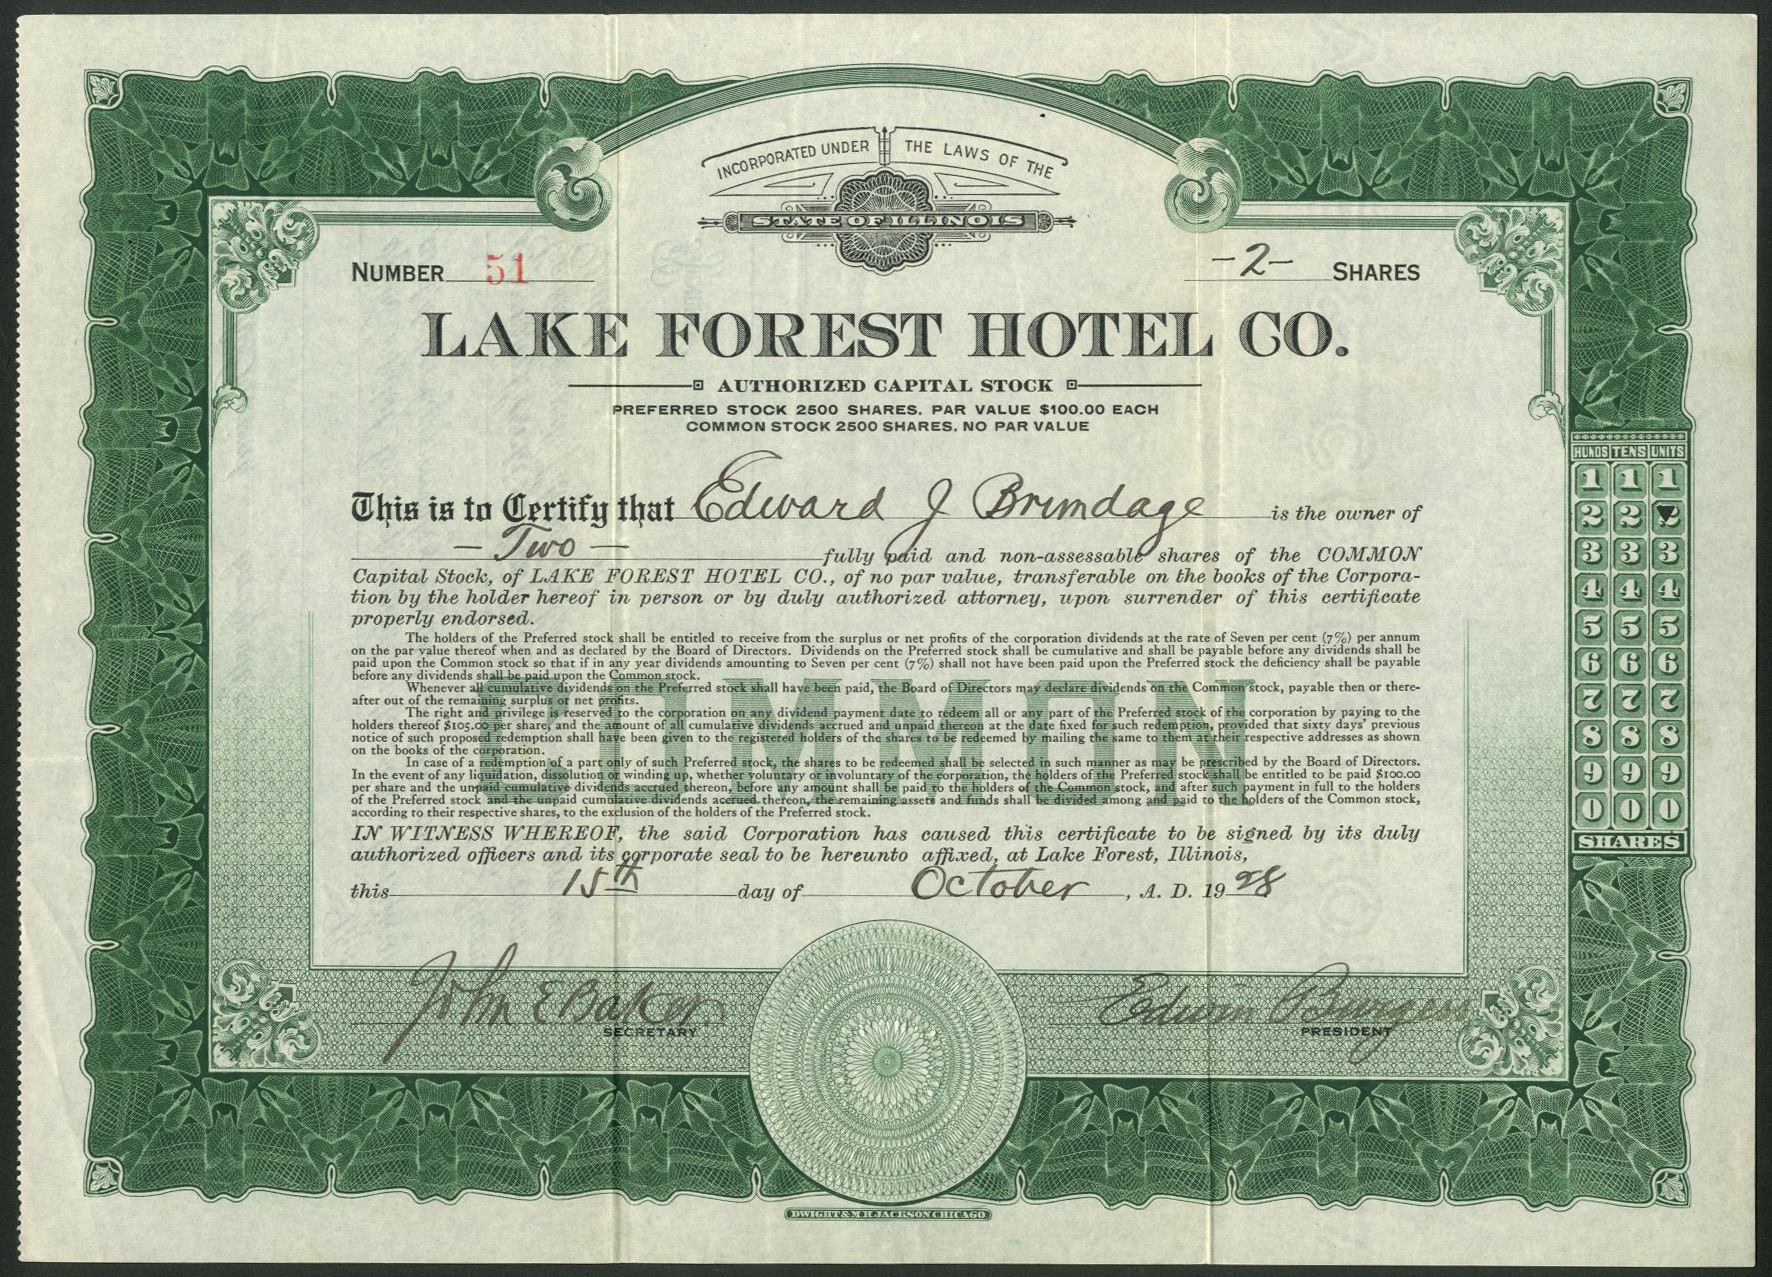 INCORPORATED UNDER THE LAWS OF THE
STATE OF ILLINOIS
NUMBER 51
-2- SHARES
LAKE FOREST HOTEL CO.
AUTHORIZED CAPITAL STOCK
PREFERRED STOCK 2500 SHARES, PAR VALUE $100.00 EACH
COMMON STOCK 2500 SHARES, NO PAR VALUE
This is to Certify that Edward J Brundage is the owner of
- Two - fully paid and non-assessable shares of the COMMON
Capital Stock, of LAKE FOREST HOTEL CO., of no par value, transferable on the books of the Corpora-
tion by the holder hereof in person or by duly authorized attorney, upon surrender of this certificate
properly endorsed.
The holders of the Preferred stock shall be entitled to receive from the surplus or net profits of the corporation dividends at the rate of Seven per cent (7%) per annum
on the par value thereof when and as declared by the Board of Directors. Dividends on the Preferred stock shall be cumulative and shall be payable before any dividends shall be
paid upon the Common stock so that if in any year dividends amounting to Seven per cent (7%) shall not have been paid upon the Preferred stock the deficiency shall be payable
before any dividends shall be paid upon the Common stock.
Whenever all cumulative dividends on the Preferred stock shall have been paid, the Board of Directors may declare dividends on the Common stock, payable then or there-
after out of the remaining surplus or net profits.
The right and privilege is reserved to the corporation on any dividend payment date to redeem all or any part of the Preferred stock of the corporation by paying to the
holders thereof $105.00 per share, and the amount of all cumulative dividends accrued and unpaid thereon at the date fixed for such redemption, provided that sixty days' previous
notice of such proposed redemption shall have been given to the registered holders of the shares to be redeemed by mailing the same to them at their respective addresses as shown
on the books of the corporation.
In case of a redemption of a part only of such Preferred stock, the shares to be redeemed shall be selected in such manner as may be prescribed by the Board of Directors.
In the event of any liquidation, dissolution or winding up, whether voluntary or involuntary of the corporation, the holders of the Preferred stock shall be entitled to be paid $100.00
per share and the unpaid cumulative dividends accrued thereon, before any amount shall be paid to the holders of the Common stock, and after such payment in full to the holders
of the Preferred stock and the unpaid cumulative dividends accrued thereon, the remaining assets and funds shall be divided among and paid to the holders of the Common stock,
according to their respective shares, to the exclusion of the holders of the Preferred stock.
COMMON
IN WITNESS WHEREOF, the said Corporation has caused this certificate to be signed by its duly
authorized officers and its corporate seal to be hereunto affixed, at Lake Forest, Illinois,
this 15th day of October, A. D. 1928
John E Baker
SECRETARY
Edwin Burgess
PRESIDENT
DWIGHT & M.H. JACKSON CHICAGO
HUNDS TENS UNITS
1 1 1
2 2 2
3 3 3
4 4 4
5 5 5
6 6 6
7 7 7
8 8 8
9 9 9
0 0 0
SHARES